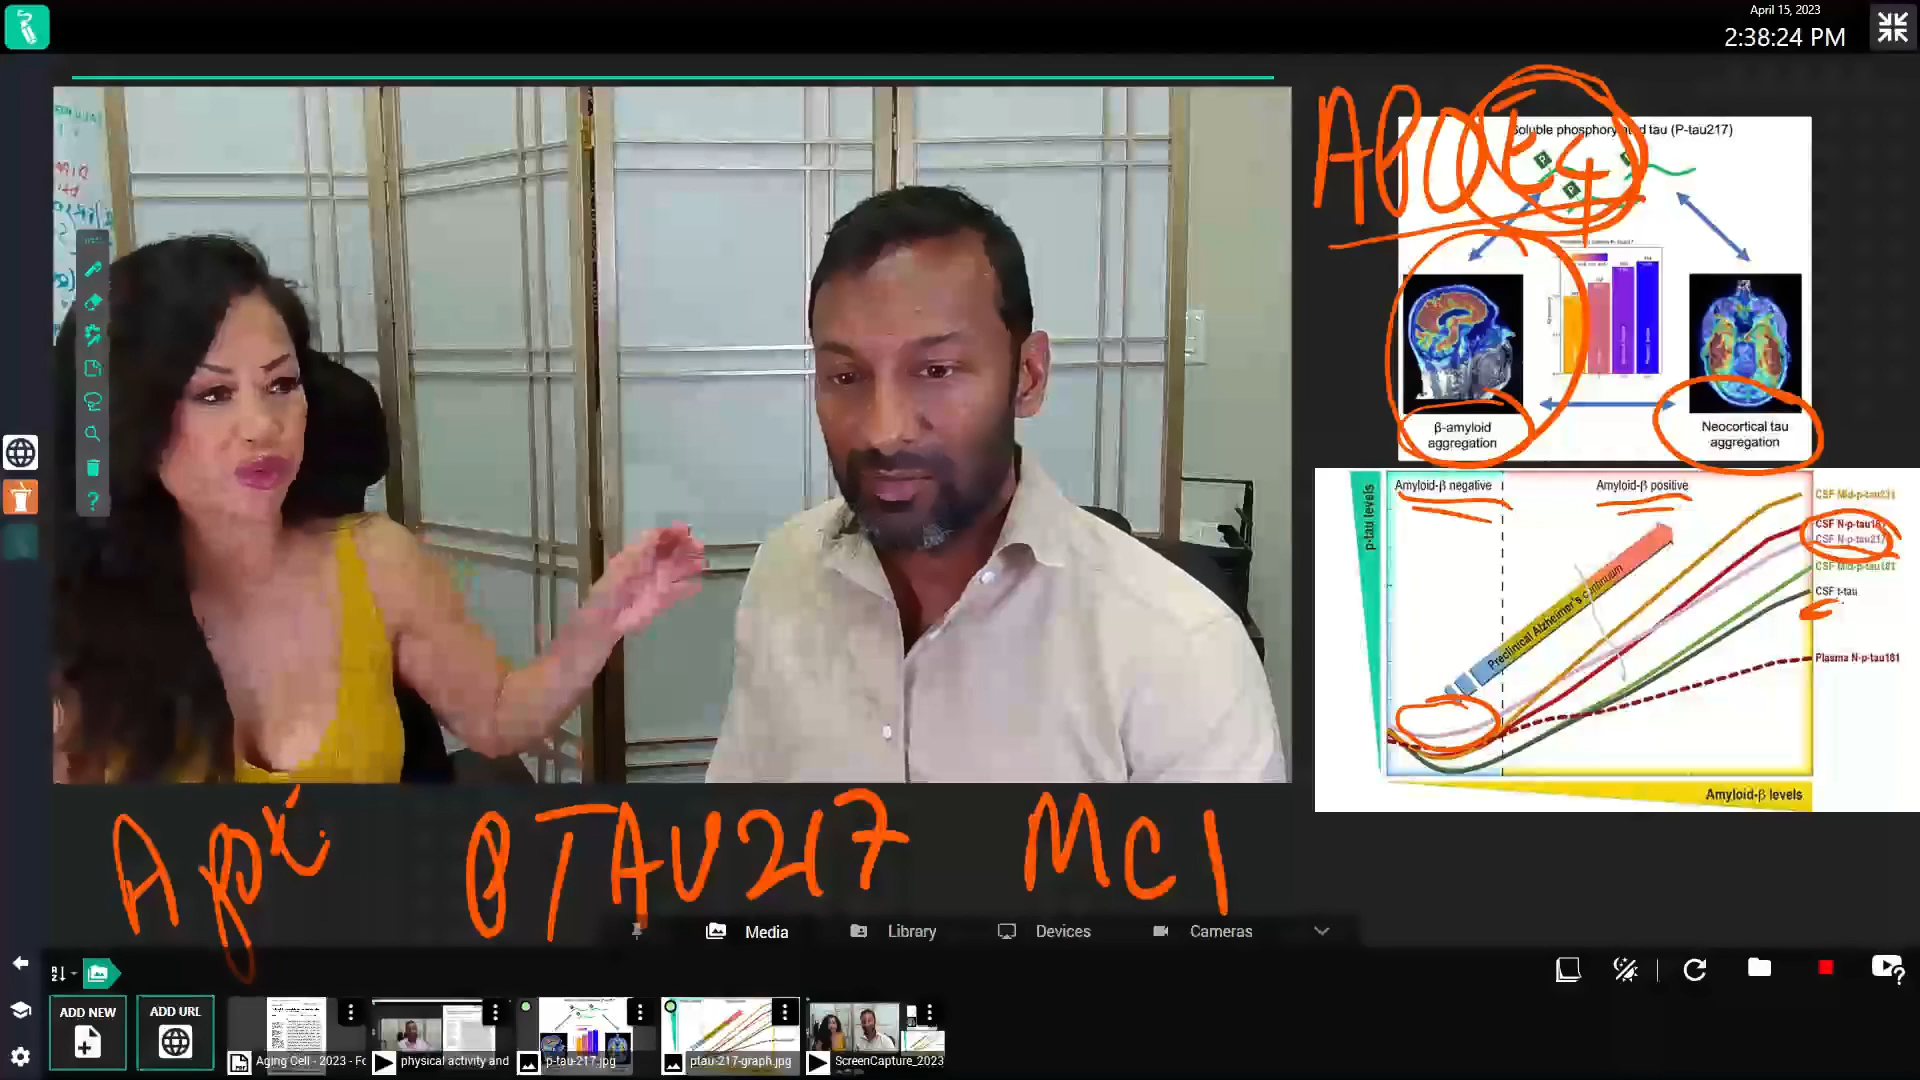 April 15, 2023
2:38:24 PM
APOE4
Soluble phosphorylated tau (P-tau217)
P
P
β-amyloid
aggregation
Neocortical tau
aggregation
p-tau levels
Amyloid-β negative
Amyloid-β positive
Preclinical Alzheimer's continuum
CSF Mid-p-tau231
CSF N-p-tau181
CSF N-p-tau217
CSF Mid-p-tau181
CSF t-tau
Plasma N-p-tau181
Amyloid-β levels
PTAU217
MC1
Media
Library
Devices
Cameras
ADD NEW
ADD URL
Aging Cell - 2023 - Fc
physical activity and
p-tau-217.jpg
ptau-217-graph.jpg
ScreenCapture_2023